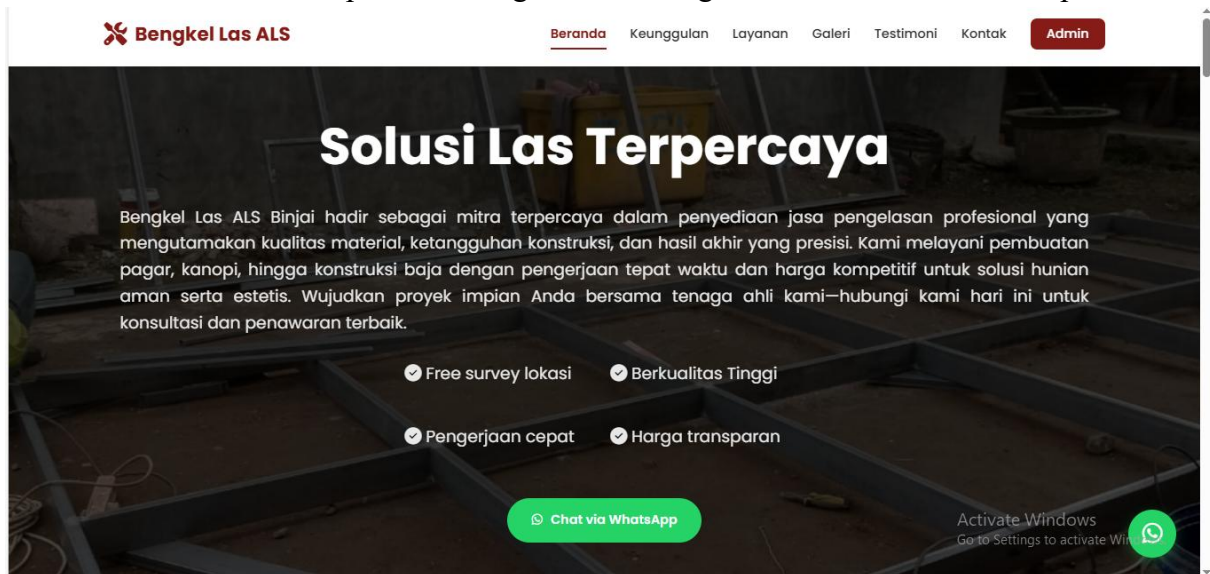 Bengkel Las ALS
Beranda Keunggulan Layanan Galeri Testimoni Kontak Admin
Solusi Las Terpercaya
Bengkel Las ALS Binjai hadir sebagai mitra terpercaya dalam penyediaan jasa pengelasan profesional yang
mengutamakan kualitas material, ketangguhan konstruksi, dan hasil akhir yang presisi. Kami melayani pembuatan
pagar, kanopi, hingga konstruksi baja dengan pengerjaan tepat waktu dan harga kompetitif untuk solusi hunian
aman serta estetis. Wujudkan proyek impian Anda bersama tenaga ahli kami—hubungi kami hari ini untuk
konsultasi dan penawaran terbaik.
Free survey lokasi Berkualitas Tinggi
Pengerjaan cepat Harga transparan
Chat via WhatsApp
Activate Windows
Go to Settings to activate